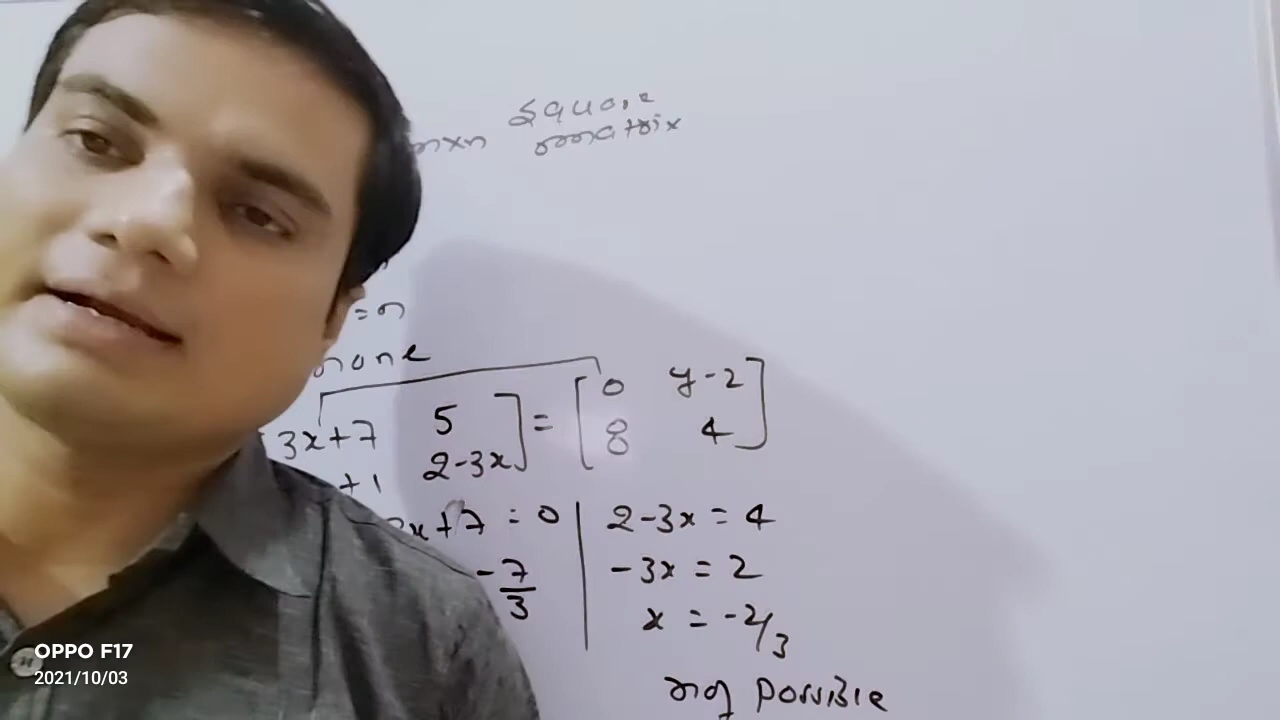 mxn square
matrix
=n
none
3x+7 5 ] = [ 0 y-2 ]
+1 2-3x ] [ 8 4 ]
x+7 = 0 | 2-3x = 4
-7/3 | -3x = 2
x = -2/3
not possible
OPPO F17
2021/10/03